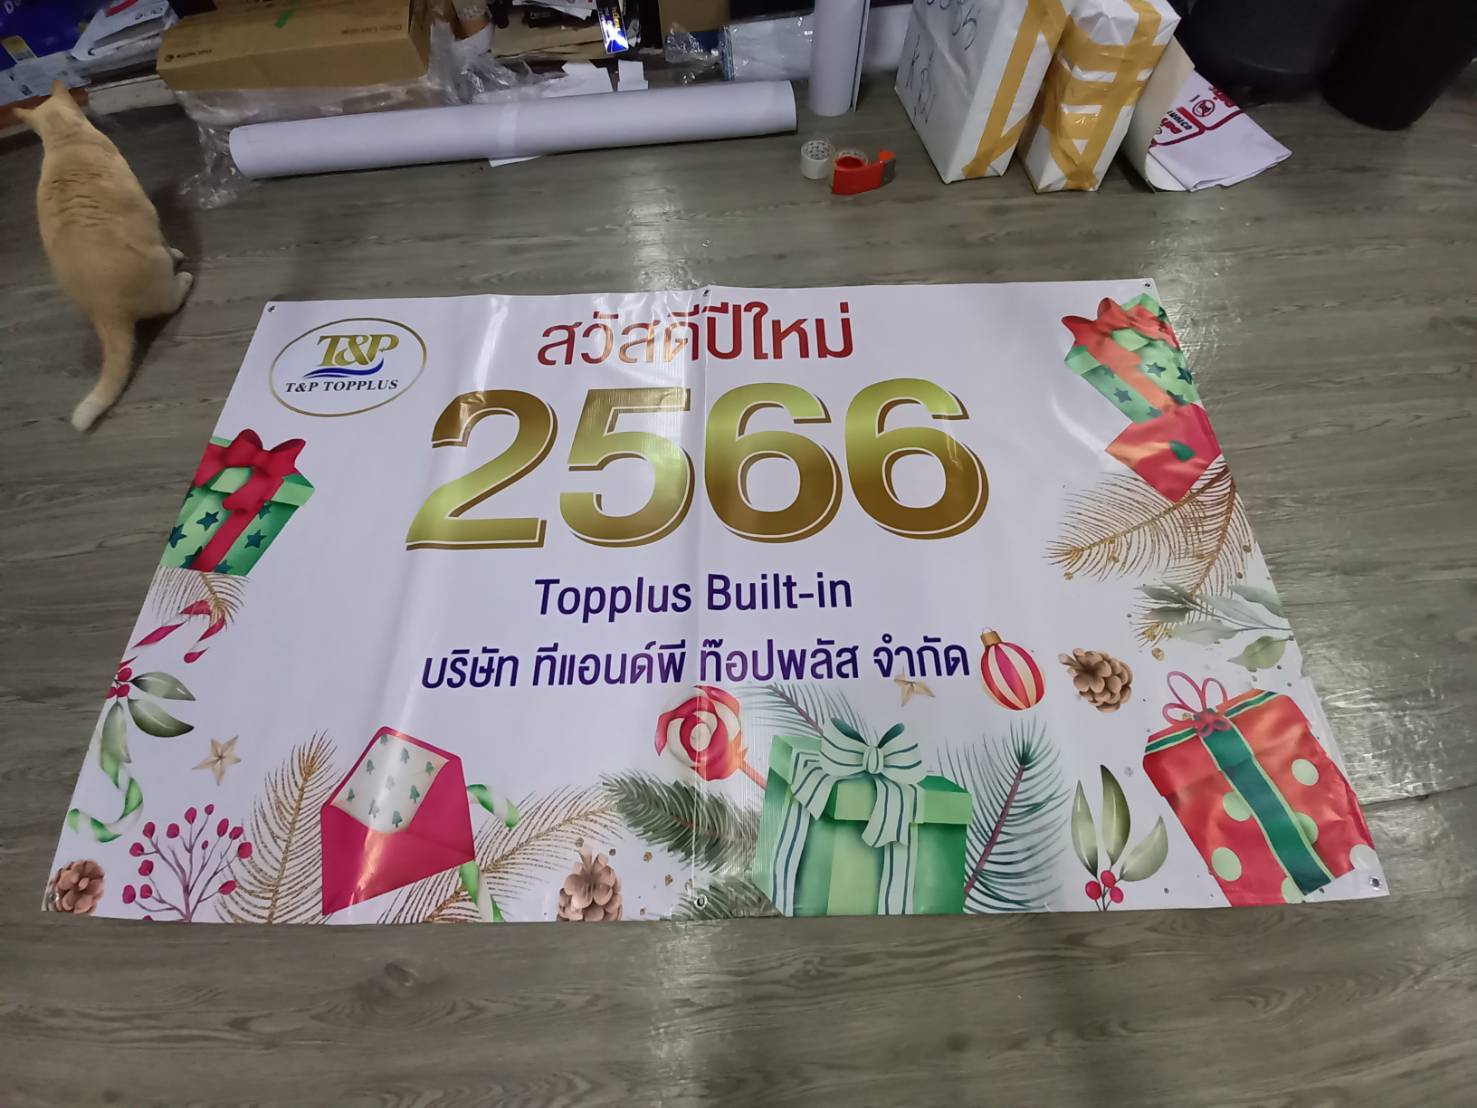 สวัสดีปีใหม่
T&P
T&P TOPPLUS
2566
Topplus Built-in
บริษัท ทีแอนด์พี ท๊อปพลัส จำกัด